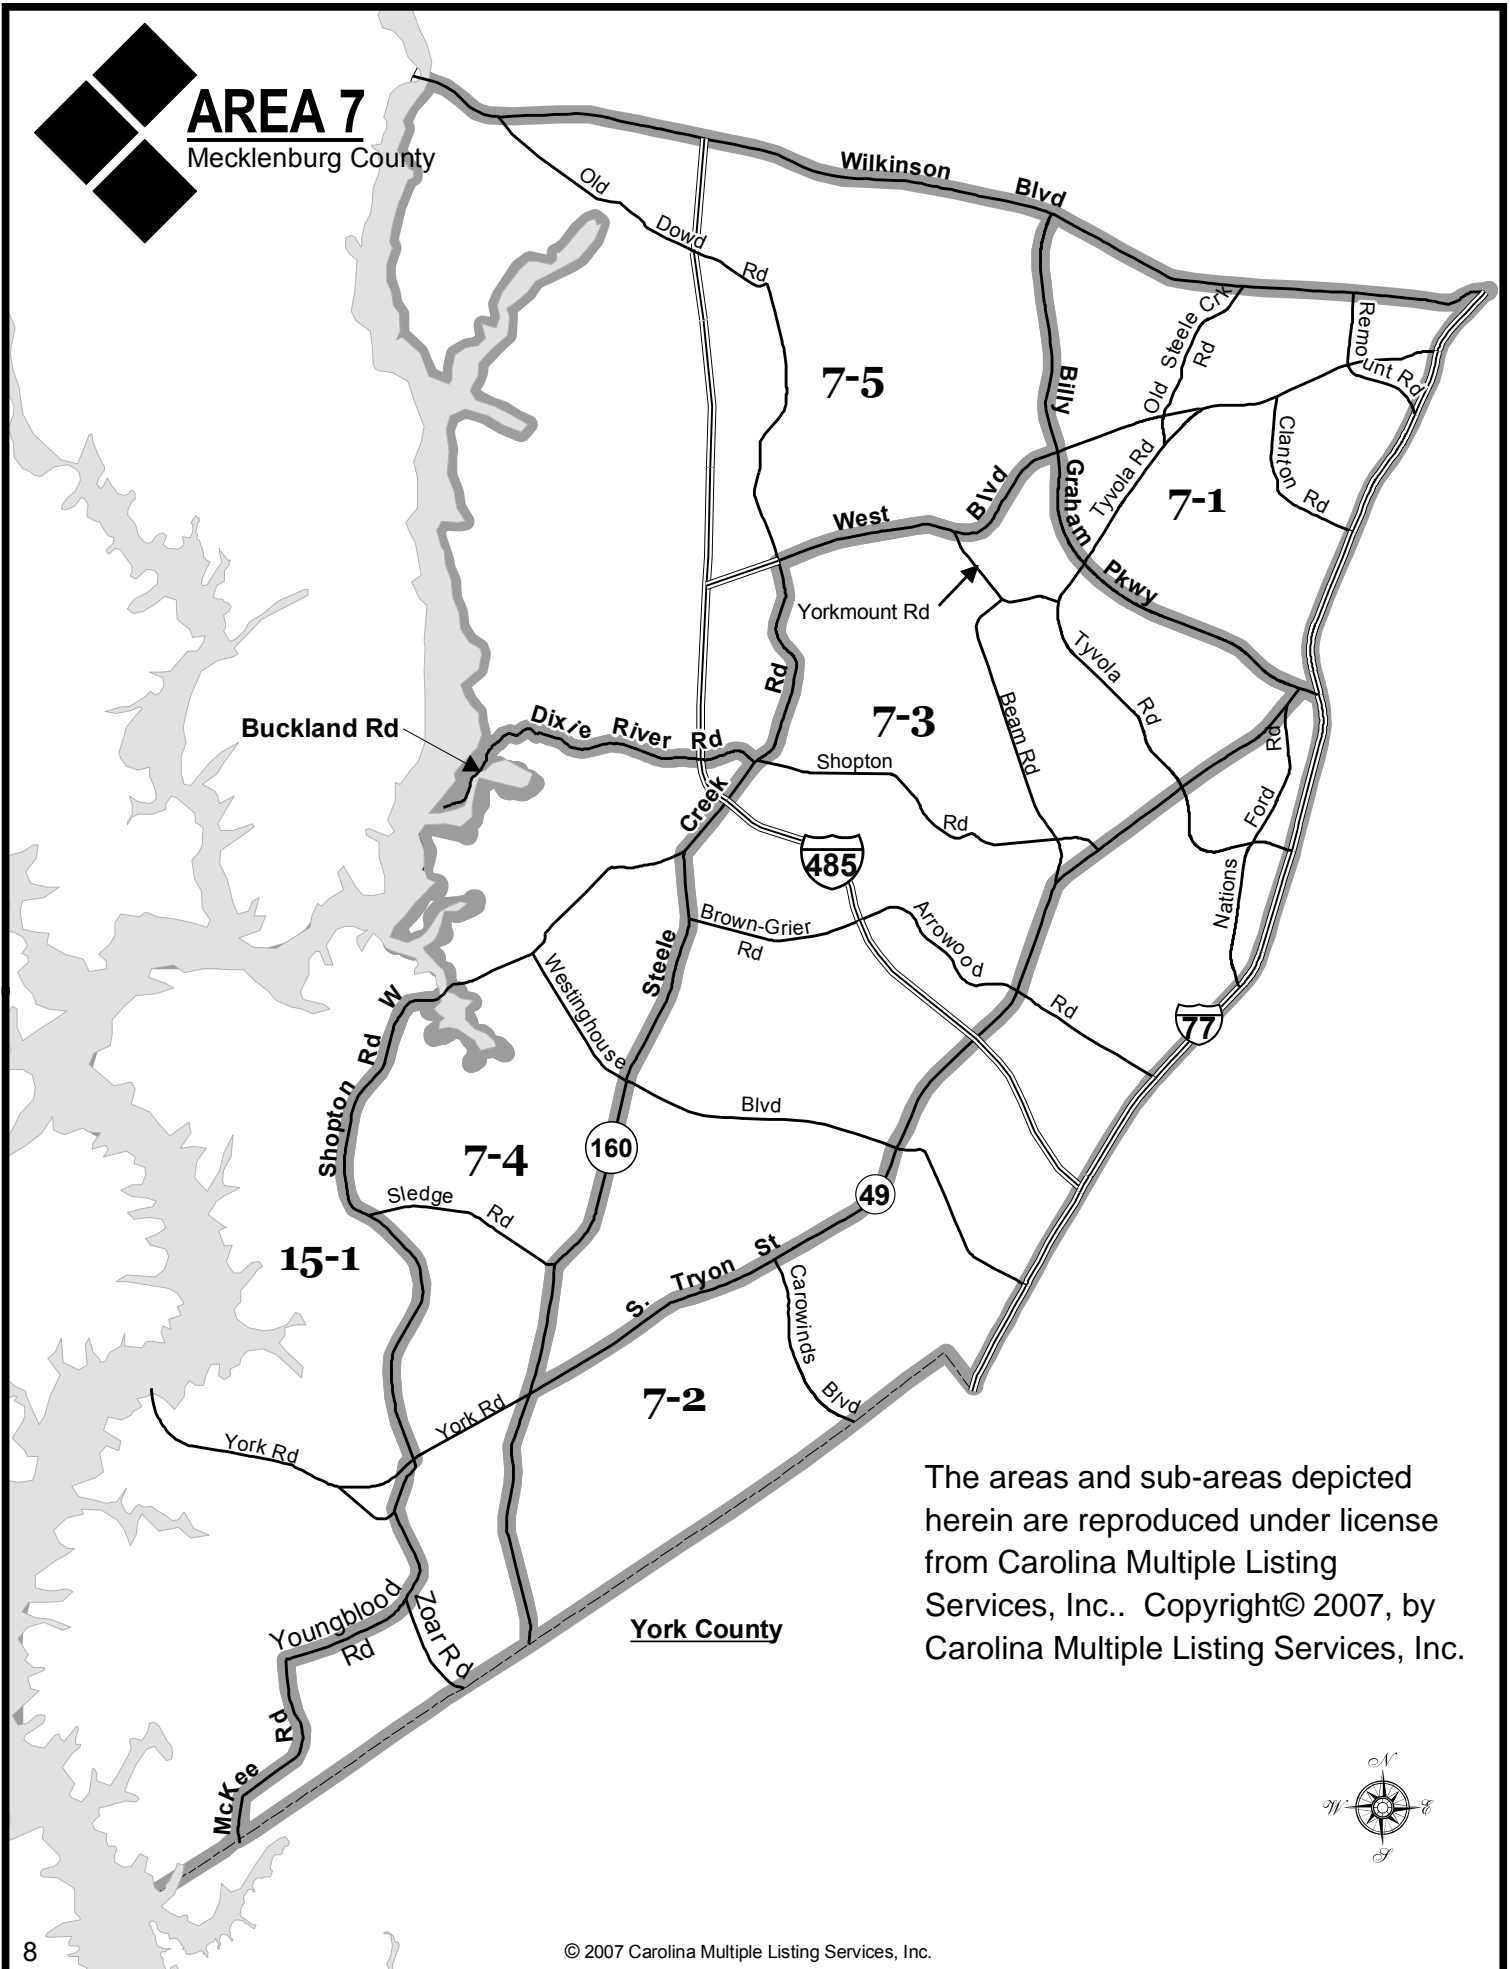 AREA 7
Mecklenburg County
Wilkinson Blvd
Old Dowd Rd
Old Steele Crk Rd
Remount Rd
7-5
Billy Graham Pkwy
Clanton Rd
Tyvola Rd
7-1
West Blvd
Yorkmount Rd
Tyvola Rd
Rd
7-3
Beam Rd
Buckland Rd
Dixie River Rd
Shopton Rd
Nations Ford Rd
Steele Creek
485
Brown-Grier Rd
Arrowood Rd
Westinghouse Blvd
77
Shopton Rd W
160
7-4
49
Sledge Rd
15-1
S. Tryon St
Carowinds Blvd
7-2
York Rd
York Rd
The areas and sub-areas depicted
herein are reproduced under license
from Carolina Multiple Listing
Services, Inc.. Copyright© 2007, by
Carolina Multiple Listing Services, Inc.
Youngblood Rd
Zoar Rd
York County
McKee Rd
N
W E
S
8
© 2007 Carolina Multiple Listing Services, Inc.